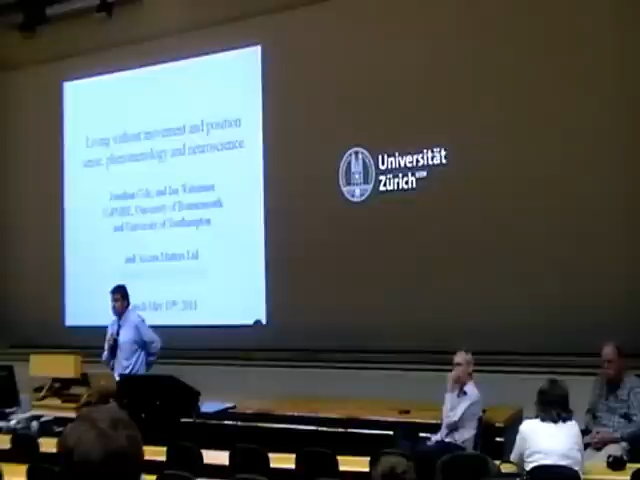 Living without movement and position
sense, phenomenology and neuroscience
Jonathan Cole, and Ian Waterman
University of Bournemouth
and University of Southampton
Universität
Zürich